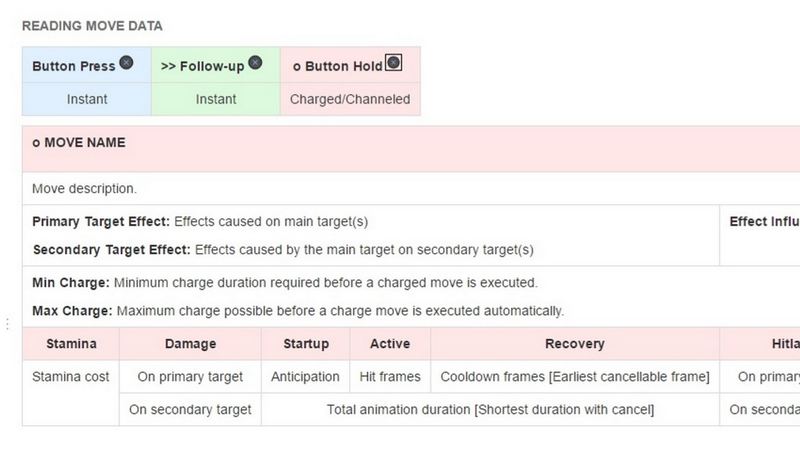 READING MOVE DATA
Button Press >> Follow-up o Button Hold
Instant Instant Charged/Channeled
o MOVE NAME
Move description.
Primary Target Effect: Effects caused on main target(s) Effect Influ
Secondary Target Effect: Effects caused by the main target on secondary target(s)
Min Charge: Minimum charge duration required before a charged move is executed.
Max Charge: Maximum charge possible before a charge move is executed automatically.
Stamina Damage Startup Active Recovery Hitla
Stamina cost On primary target Anticipation Hit frames Cooldown frames [Earliest cancellable frame] On primary
On secondary target Total animation duration [Shortest duration with cancel] On seconda